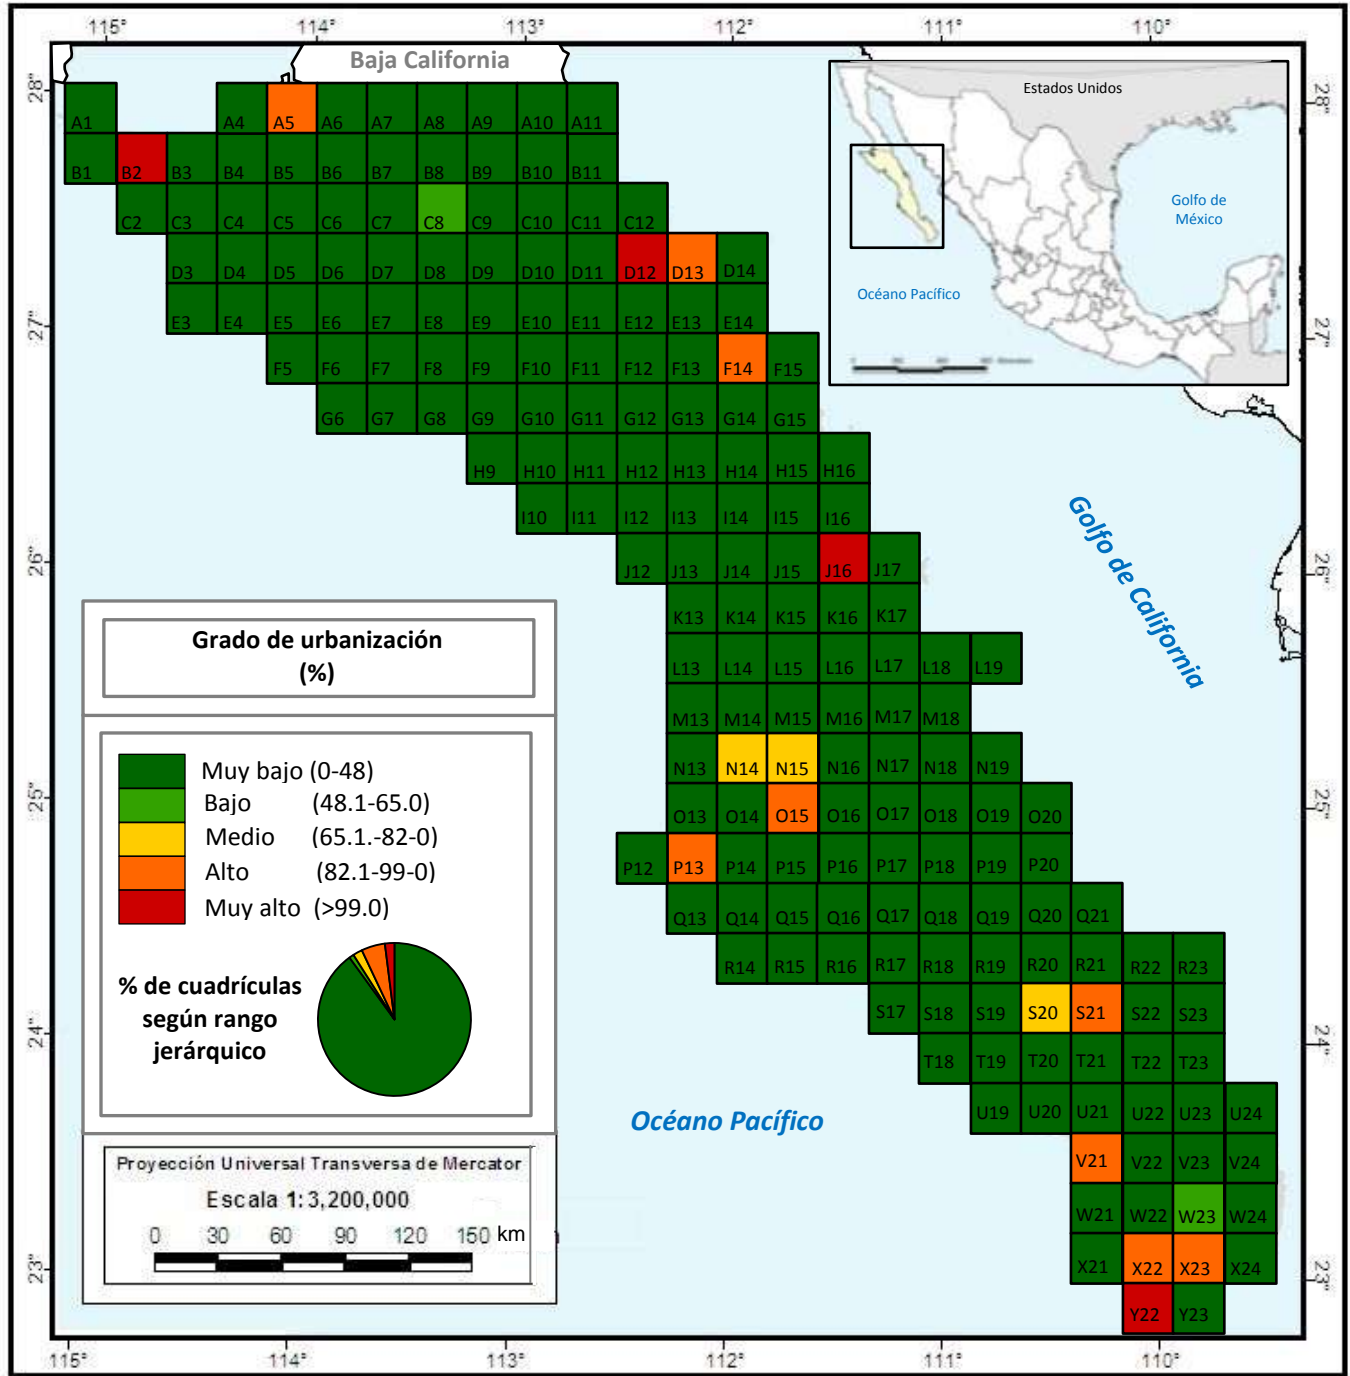 115° 114° 113° 112° 111° 110°
Baja California
28°
28°
Estados Unidos
Golfo de
México
Océano Pacífico
A1 A4 A5 A6 A7 A8 A9 A10 A11
B1 B2 B3 B4 B5 B6 B7 B8 B9 B10 B11
C2 C3 C4 C5 C6 C7 C8 C9 C10 C11 C12
D3 D4 D5 D6 D7 D8 D9 D10 D11 D12 D13 D14
E3 E4 E5 E6 E7 E8 E9 E10 E11 E12 E13 E14
27°
27°
F5 F6 F7 F8 F9 F10 F11 F12 F13 F14 F15
G6 G7 G8 G9 G10 G11 G12 G13 G14 G15
H9 H10 H11 H12 H13 H14 H15 H16
I10 I11 I12 I13 I14 I15 I16
Golfo de California
26°
26°
J12 J13 J14 J15 J16 J17
K13 K14 K15 K16 K17
L13 L14 L15 L16 L17 L18 L19
M13 M14 M15 M16 M17 M18
N13 N14 N15 N16 N17 N18 N19
25°
25°
O13 O14 O15 O16 O17 O18 O19 O20
P12 P13 P14 P15 P16 P17 P18 P19 P20
Q13 Q14 Q15 Q16 Q17 Q18 Q19 Q20 Q21
R14 R15 R16 R17 R18 R19 R20 R21 R22 R23
S17 S18 S19 S20 S21 S22 S23
24°
24°
T18 T19 T20 T21 T22 T23
U19 U20 U21 U22 U23 U24
V21 V22 V23 V24
W21 W22 W23 W24
X21 X22 X23 X24
23°
23°
Y22 Y23
Océano Pacífico
Grado de urbanización
(%)
Muy bajo (0-48)
Bajo (48.1-65.0)
Medio (65.1.-82-0)
Alto (82.1-99-0)
Muy alto (>99.0)
% de cuadrículas
según rango
jerárquico
Proyección Universal Transversa de Mercator
Escala 1:3,200,000
0 30 60 90 120 150 km
115° 114° 113° 112° 111° 110°